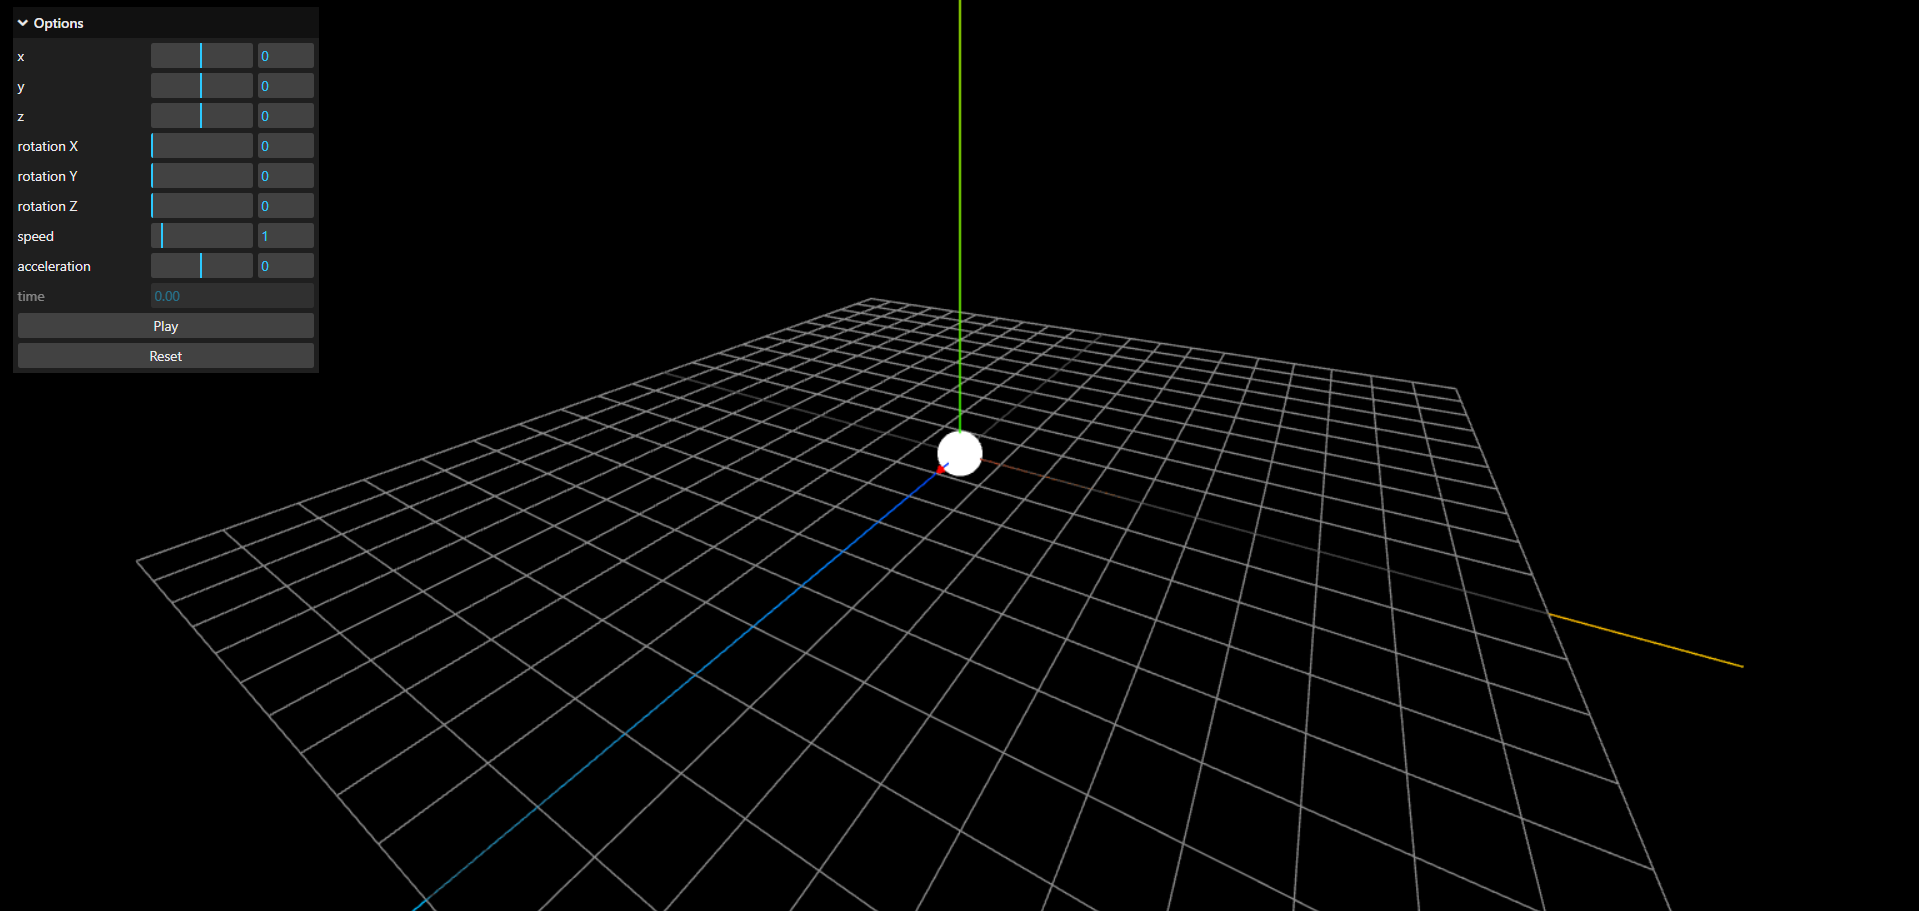 Options
x 0
y 0
z 0
rotation X 0
rotation Y 0
rotation Z 0
speed 1
acceleration 0
time 0.00
Play
Reset